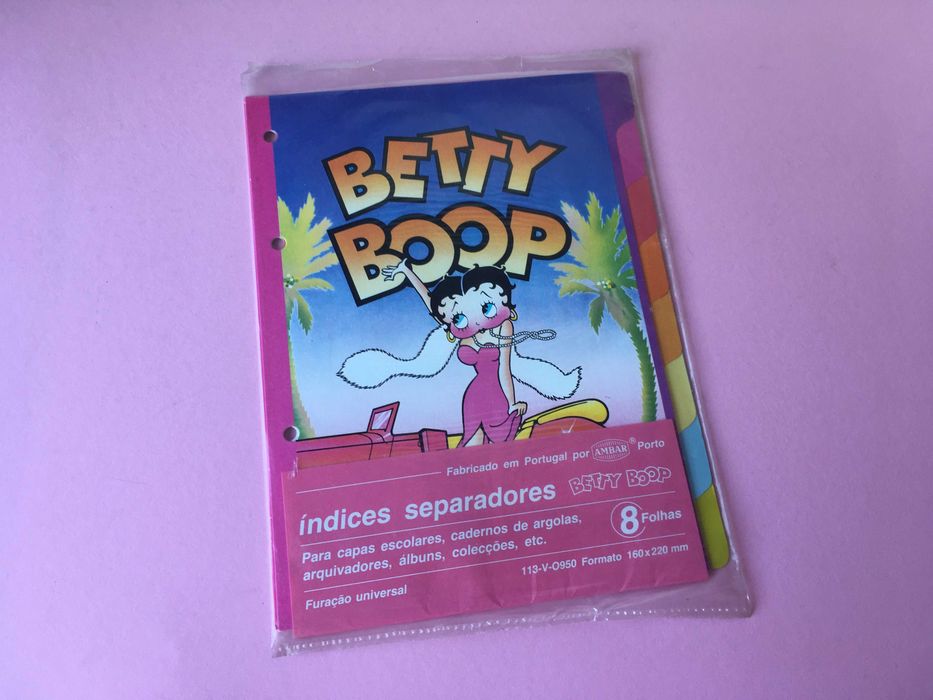 BETTY
BOOP
Fabricado em Portugal por AMBAR® Porto
índices separadores BETTY BOOP
Para capas escolares, cadernos de argolas, 8 Folhas
arquivadores, álbuns, colecções, etc.
113-V-O950 Formato 160x220 mm
Furação universal